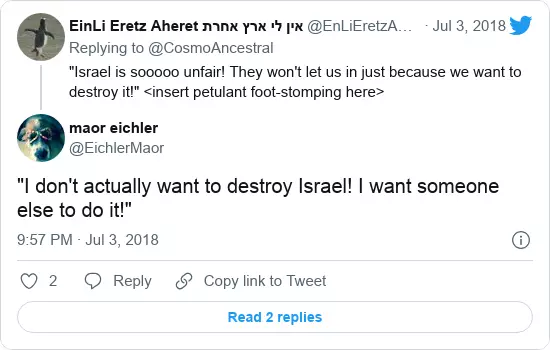 EinLi Eretz Aheret אין לי ארץ אחרת @EnLiEretzA... · Jul 3, 2018
Replying to @CosmoAncestral
"Israel is sooooo unfair! They won't let us in just because we want to
destroy it!" <insert petulant foot-stomping here>
maor eichler
@EichlerMaor
"I don't actually want to destroy Israel! I want someone
else to do it!"
9:57 PM · Jul 3, 2018
2 Reply Copy link to Tweet
Read 2 replies